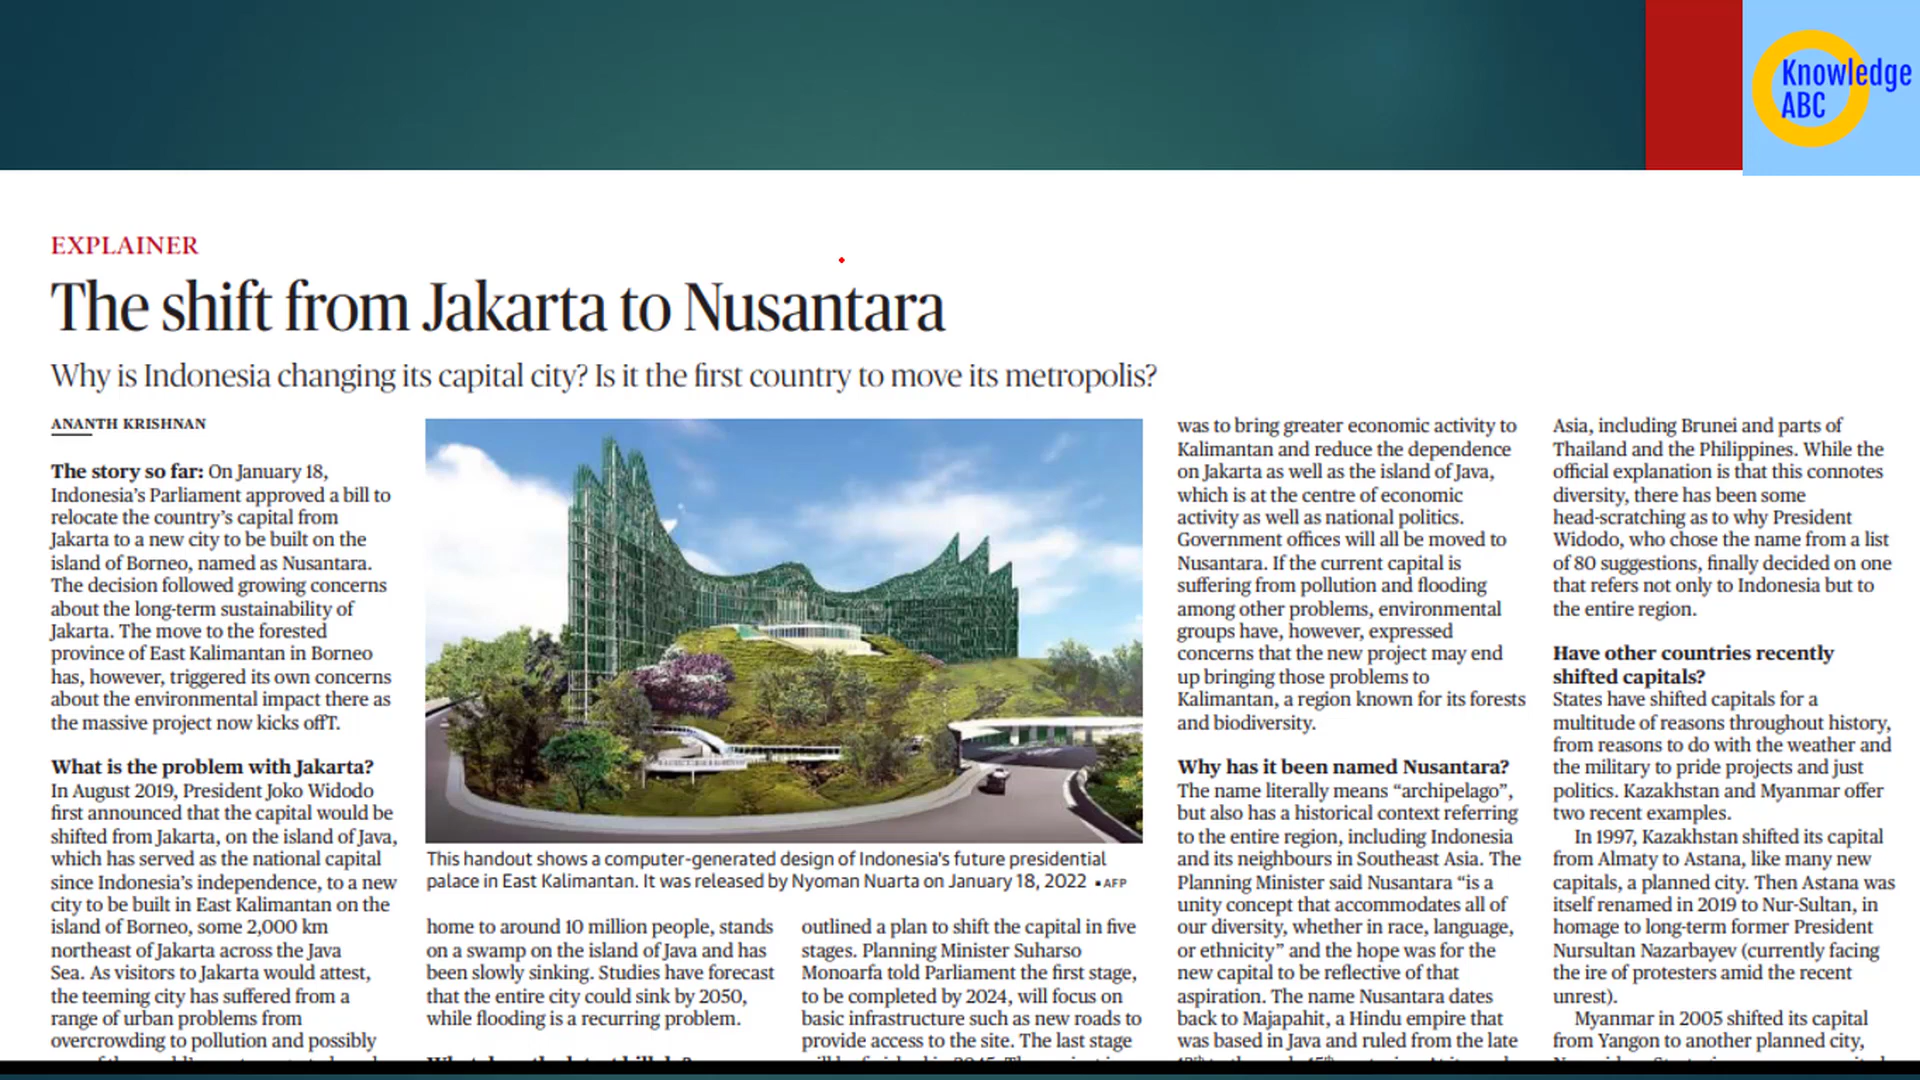 Knowledge
ABC
EXPLAINER
The shift from Jakarta to Nusantara
Why is Indonesia changing its capital city? Is it the first country to move its metropolis?
ANANTH KRISHNAN
The story so far: On January 18,
Indonesia's Parliament approved a bill to
relocate the country's capital from
Jakarta to a new city to be built on the
island of Borneo, named as Nusantara.
The decision followed growing concerns
about the long-term sustainability of
Jakarta. The move to the forested
province of East Kalimantan in Borneo
has, however, triggered its own concerns
about the environmental impact there as
the massive project now kicks offT.
What is the problem with Jakarta?
In August 2019, President Joko Widodo
first announced that the capital would be
shifted from Jakarta, on the island of Java,
which has served as the national capital
since Indonesia's independence, to a new
city to be built in East Kalimantan on the
island of Borneo, some 2,000 km
northeast of Jakarta across the Java
Sea. As visitors to Jakarta would attest,
the teeming city has suffered from a
range of urban problems from
overcrowding to pollution and possibly
This handout shows a computer-generated design of Indonesia's future presidential
palace in East Kalimantan. It was released by Nyoman Nuarta on January 18, 2022 ▪AFP
home to around 10 million people, stands
on a swamp on the island of Java and has
been slowly sinking. Studies have forecast
that the entire city could sink by 2050,
while flooding is a recurring problem.
outlined a plan to shift the capital in five
stages. Planning Minister Suharso
Monoarfa told Parliament the first stage,
to be completed by 2024, will focus on
basic infrastructure such as new roads to
provide access to the site. The last stage
was to bring greater economic activity to
Kalimantan and reduce the dependence
on Jakarta as well as the island of Java,
which is at the centre of economic
activity as well as national politics.
Government offices will all be moved to
Nusantara. If the current capital is
suffering from pollution and flooding
among other problems, environmental
groups have, however, expressed
concerns that the new project may end
up bringing those problems to
Kalimantan, a region known for its forests
and biodiversity.
Why has it been named Nusantara?
The name literally means “archipelago”,
but also has a historical context referring
to the entire region, including Indonesia
and its neighbours in Southeast Asia. The
Planning Minister said Nusantara “is a
unity concept that accommodates all of
our diversity, whether in race, language,
or ethnicity” and the hope was for the
new capital to be reflective of that
aspiration. The name Nusantara dates
back to Majapahit, a Hindu empire that
was based in Java and ruled from the late
Asia, including Brunei and parts of
Thailand and the Philippines. While the
official explanation is that this connotes
diversity, there has been some
head-scratching as to why President
Widodo, who chose the name from a list
of 80 suggestions, finally decided on one
that refers not only to Indonesia but to
the entire region.
Have other countries recently
shifted capitals?
States have shifted capitals for a
multitude of reasons throughout history,
from reasons to do with the weather and
the military to pride projects and just
politics. Kazakhstan and Myanmar offer
two recent examples.
In 1997, Kazakhstan shifted its capital
from Almaty to Astana, like many new
capitals, a planned city. Then Astana was
itself renamed in 2019 to Nur-Sultan, in
homage to long-term former President
Nursultan Nazarbayev (currently facing
the ire of protesters amid the recent
unrest).
Myanmar in 2005 shifted its capital
from Yangon to another planned city,